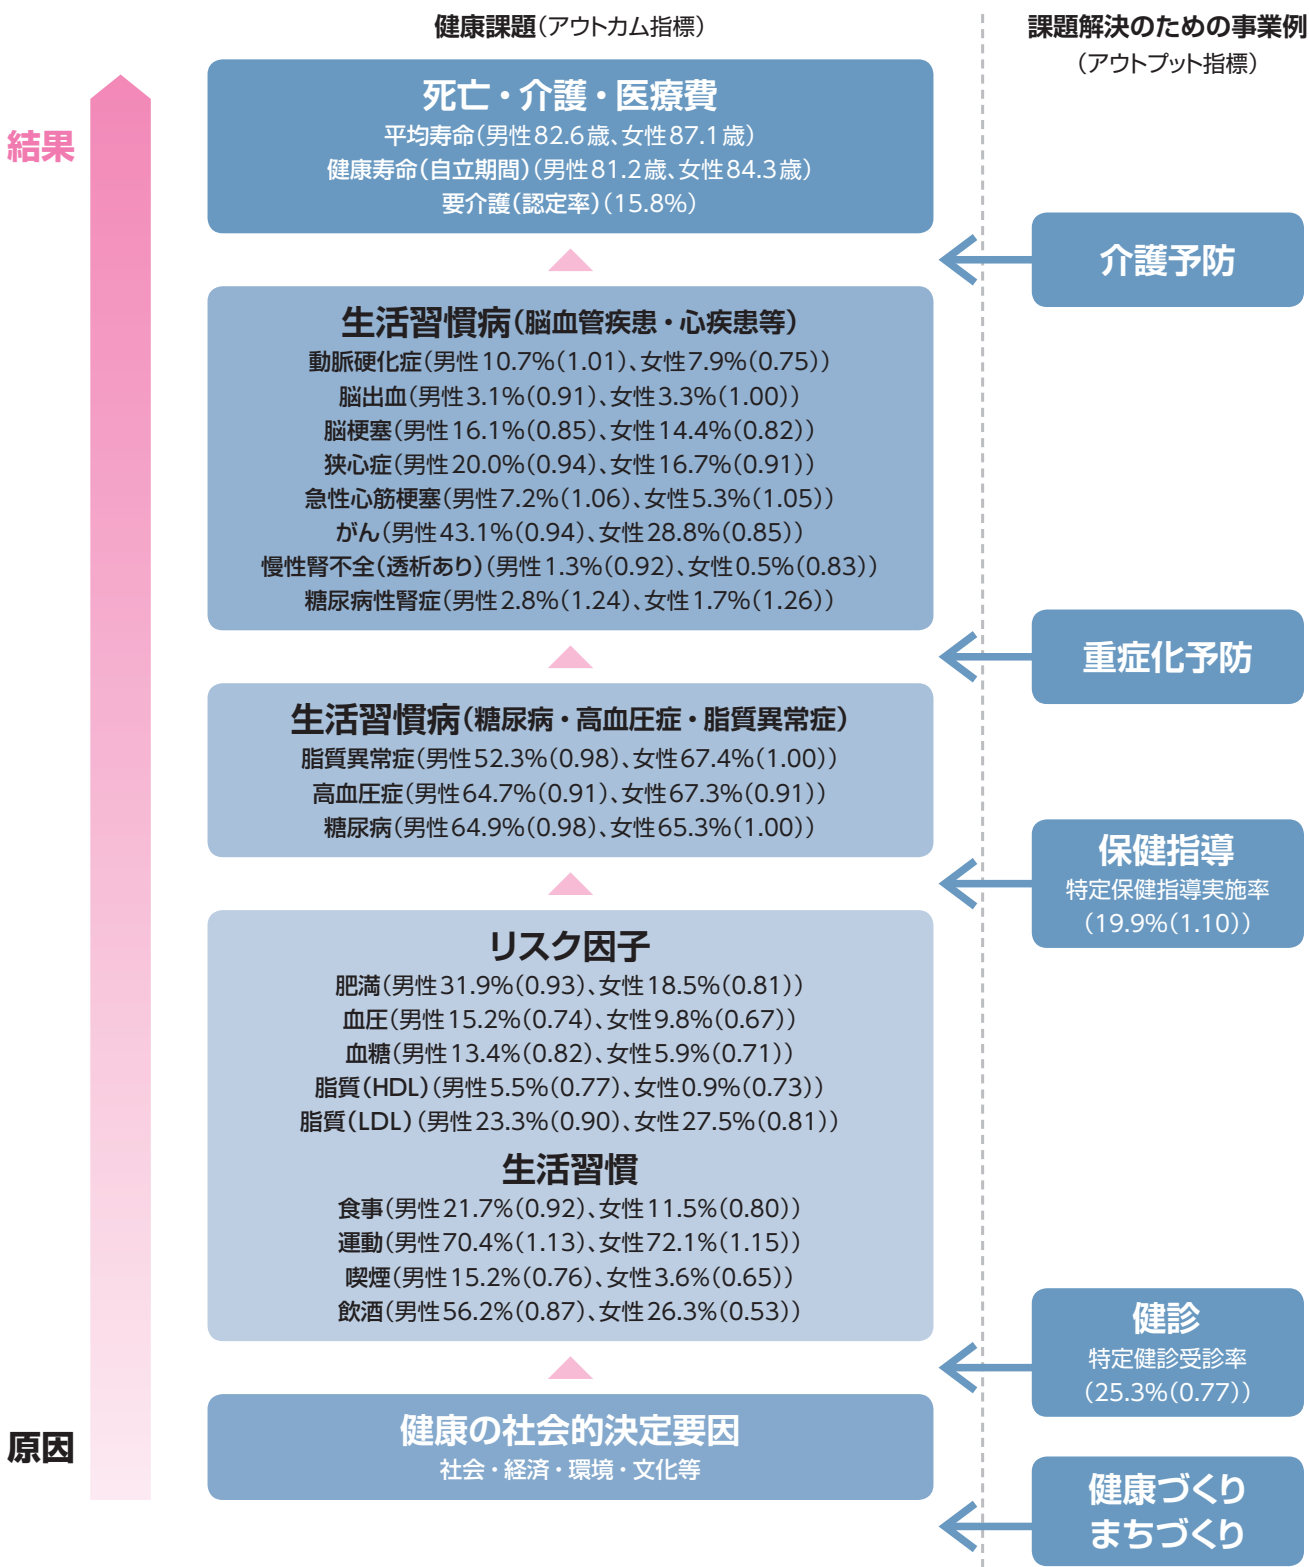 健康課題（アウトカム指標）
課題解決のための事業例
（アウトプット指標）
結果
死亡・介護・医療費
平均寿命（男性82.6歳、女性87.1歳）
健康寿命（自立期間）（男性81.2歳、女性84.3歳）
要介護（認定率）（15.8%）
介護予防
生活習慣病（脳血管疾患・心疾患等）
動脈硬化症（男性10.7%（1.01）、女性7.9%（0.75））
脳出血（男性3.1%（0.91）、女性3.3%（1.00））
脳梗塞（男性16.1%（0.85）、女性14.4%（0.82））
狭心症（男性20.0%（0.94）、女性16.7%（0.91））
急性心筋梗塞（男性7.2%（1.06）、女性5.3%（1.05））
がん（男性43.1%（0.94）、女性28.8%（0.85））
慢性腎不全（透析あり）（男性1.3%（0.92）、女性0.5%（0.83））
糖尿病性腎症（男性2.8%（1.24）、女性1.7%（1.26））
重症化予防
生活習慣病（糖尿病・高血圧症・脂質異常症）
脂質異常症（男性52.3%（0.98）、女性67.4%（1.00））
高血圧症（男性64.7%（0.91）、女性67.3%（0.91））
糖尿病（男性64.9%（0.98）、女性65.3%（1.00））
保健指導
特定保健指導実施率
（19.9%（1.10））
リスク因子
肥満（男性31.9%（0.93）、女性18.5%（0.81））
血圧（男性15.2%（0.74）、女性9.8%（0.67））
血糖（男性13.4%（0.82）、女性5.9%（0.71））
脂質（HDL）（男性5.5%（0.77）、女性0.9%（0.73））
脂質（LDL）（男性23.3%（0.90）、女性27.5%（0.81））
生活習慣
食事（男性21.7%（0.92）、女性11.5%（0.80））
運動（男性70.4%（1.13）、女性72.1%（1.15））
喫煙（男性15.2%（0.76）、女性3.6%（0.65））
飲酒（男性56.2%（0.87）、女性26.3%（0.53））
健診
特定健診受診率
（25.3%（0.77））
原因
健康の社会的決定要因
社会・経済・環境・文化等
健康づくり
まちづくり